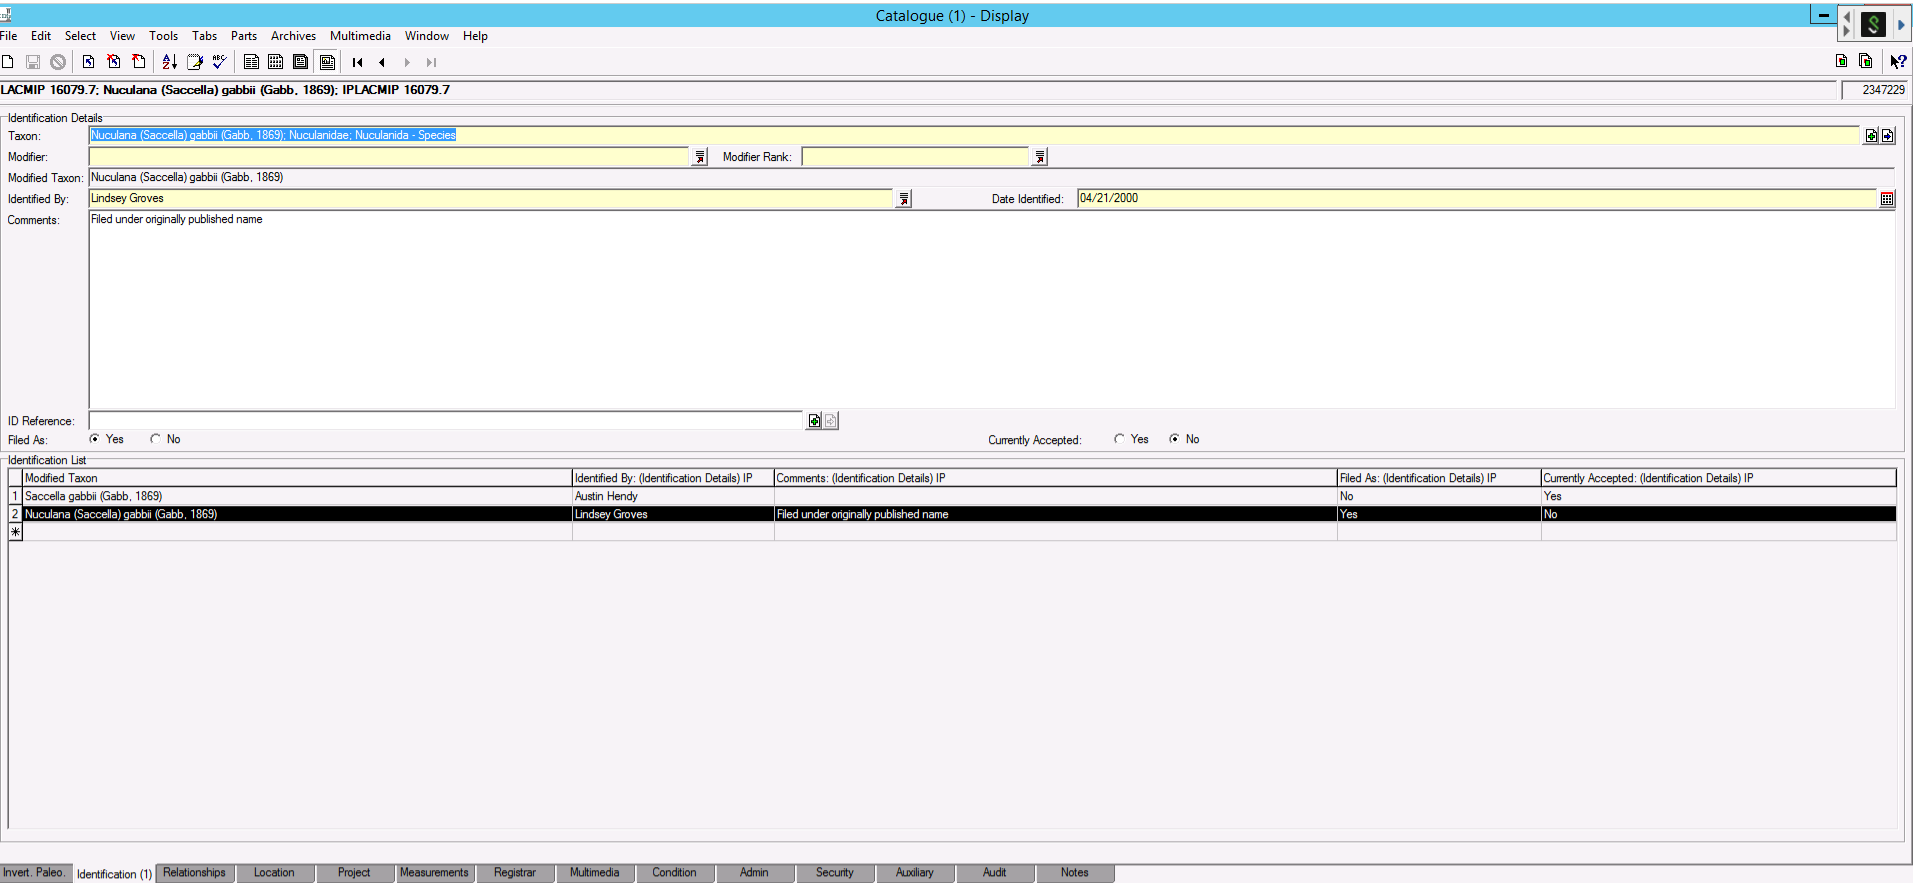 Catalogue (1) - Display
File Edit Select View Tools Tabs Parts Archives Multimedia Window Help
LACMIP 16079.7; Nuculana (Saccella) gabbii (Gabb, 1869); IPLACMIP 16079.7 2347229
Identification Details
Taxon: Nuculana (Saccella) gabbii (Gabb, 1869); Nuculanidae; Nuculanida - Species
Modifier: Modifier Rank:
Modified Taxon: Nuculana (Saccella) gabbii (Gabb, 1869)
Identified By: Lindsey Groves Date Identified: 04/21/2000
Comments: Filed under originally published name
ID Reference:
Filed As: Yes No Currently Accepted: Yes No
Identification List
Modified Taxon Identified By: (Identification Details) IP Comments: (Identification Details) IP Filed As: (Identification Details) IP Currently Accepted: (Identification Details) IP
1 Saccella gabbii (Gabb, 1869) Austin Hendy No Yes
2 Nuculana (Saccella) gabbii (Gabb, 1869) Lindsey Groves Filed under originally published name Yes No
Invert. Paleo. Identification (1) Relationships Location Project Measurements Registrar Multimedia Condition Admin Security Auxiliary Audit Notes